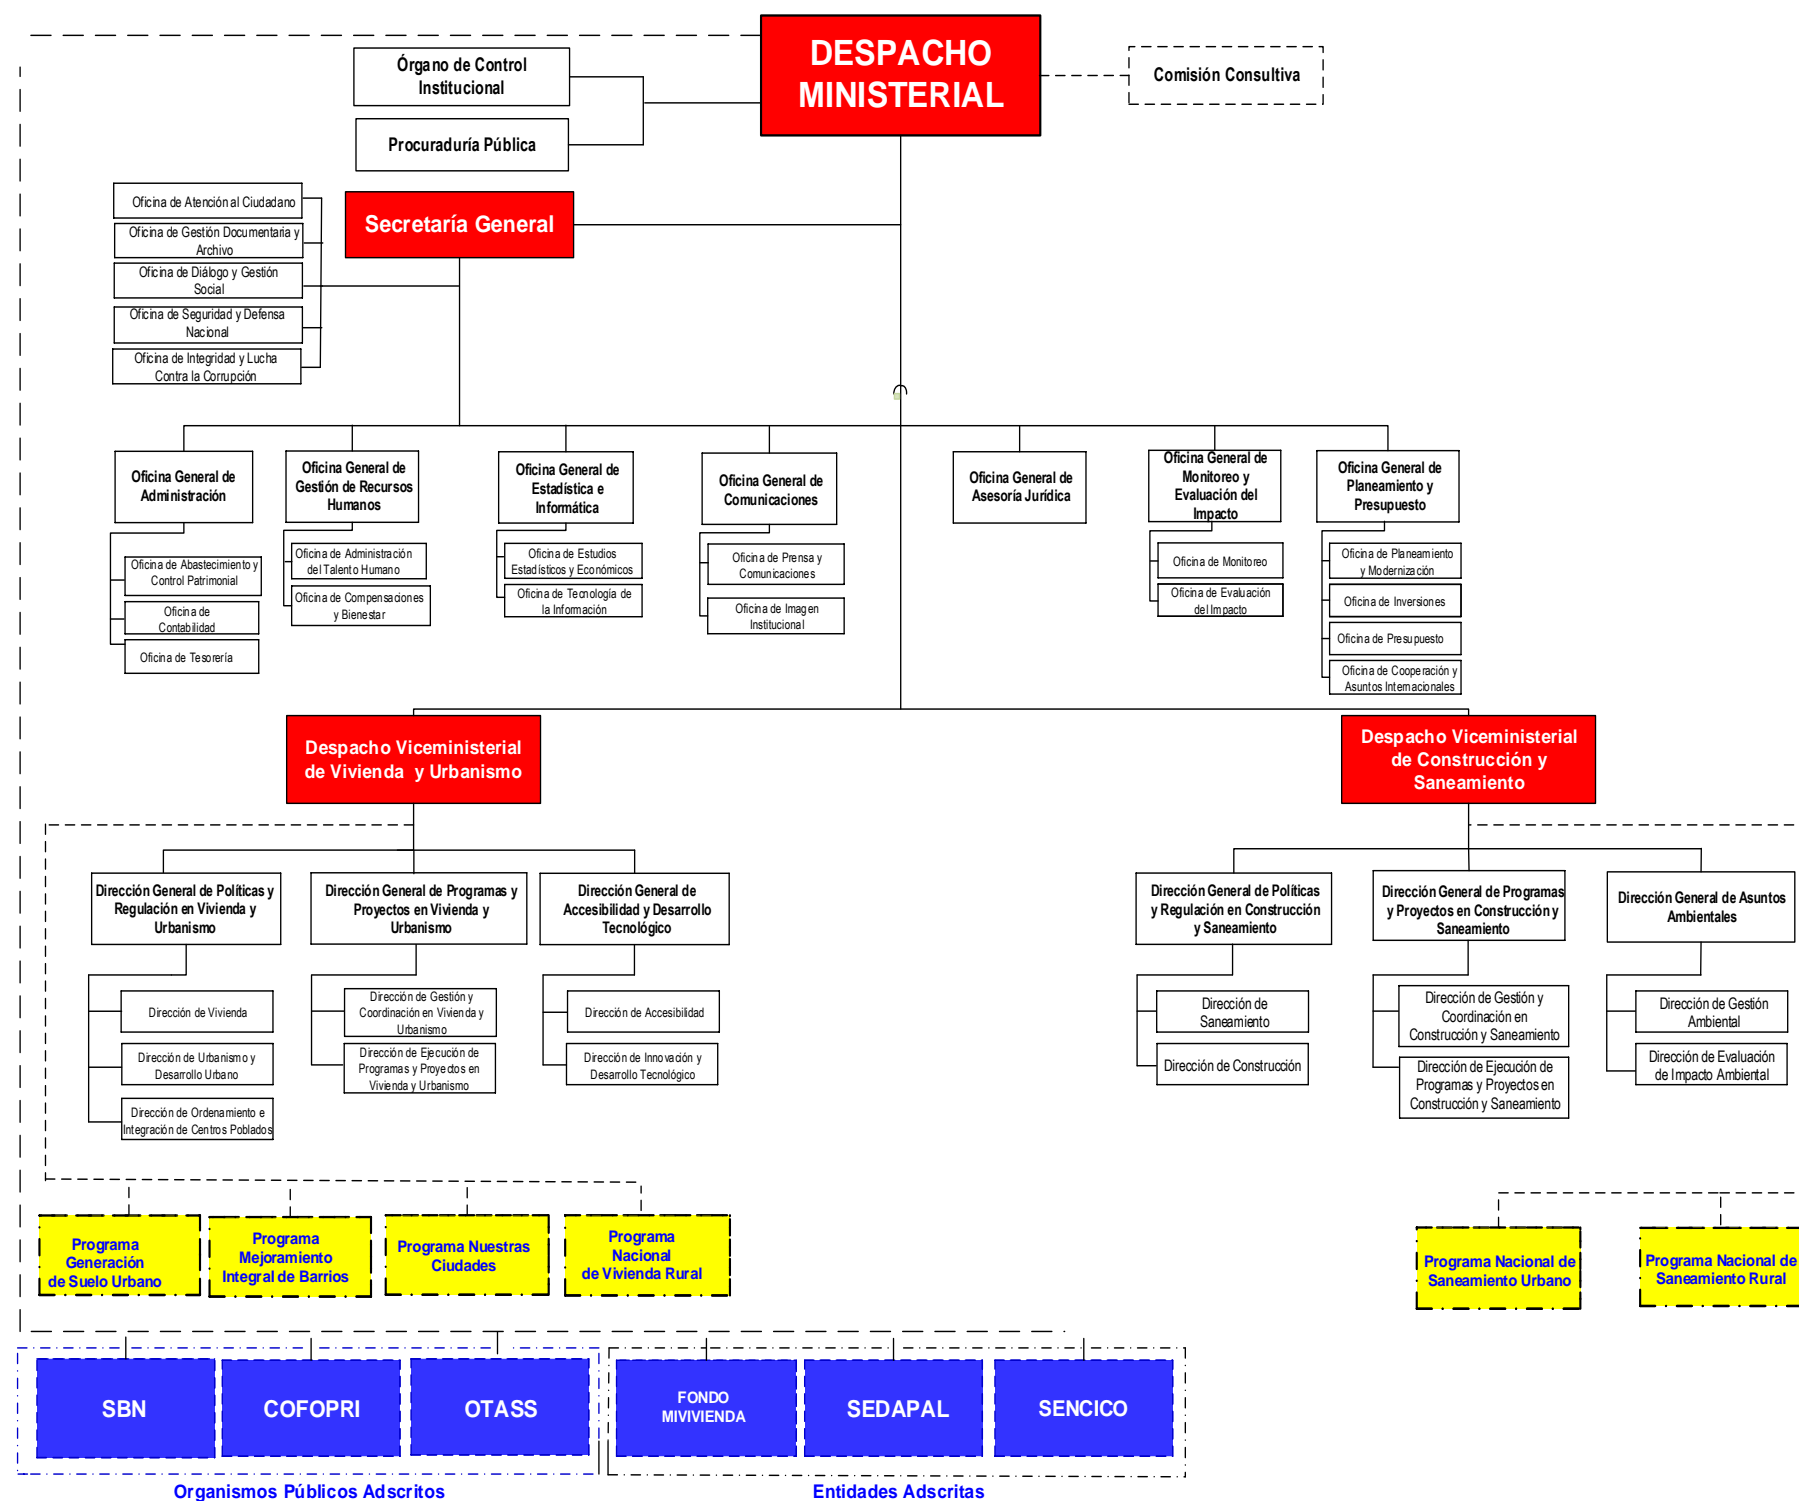 DESPACHO
MINISTERIAL
Órgano de Control
Institucional
Comisión Consultiva
Procuraduría Pública
Secretaría General
Oficina de Atención al Ciudadano
Oficina de Gestión Documentaria y
Archivo
Oficina de Diálogo y Gestión
Social
Oficina de Seguridad y Defensa
Nacional
Oficina de Integridad y Lucha
Contra la Corrupción
Oficina General de
Administración
Oficina de Abastecimiento y
Control Patrimonial
Oficina de
Contabilidad
Oficina de Tesorería
Oficina General de
Gestión de Recursos
Humanos
Oficina de Administración
del Talento Humano
Oficina de Compensaciones
y Bienestar
Oficina General de
Estadística e
Informática
Oficina de Estudios
Estadísticos y Económicos
Oficina de Tecnología de
la Información
Oficina General de
Comunicaciones
Oficina de Prensa y
Comunicaciones
Oficina de Imagen
Institucional
Oficina General de
Asesoría Jurídica
Oficina General de
Monitoreo y
Evaluación del
Impacto
Oficina de Monitoreo
Oficina de Evaluación
del Impacto
Oficina General de
Planeamiento y
Presupuesto
Oficina de Planeamiento
y Modernización
Oficina de Inversiones
Oficina de Presupuesto
Oficina de Cooperación y
Asuntos Internacionales
Despacho Viceministerial
de Vivienda y Urbanismo
Despacho Viceministerial
de Construcción y
Saneamiento
Dirección General de Políticas y
Regulación en Vivienda y
Urbanismo
Dirección de Vivienda
Dirección de Urbanismo y
Desarrollo Urbano
Dirección de Ordenamiento e
Integración de Centros Poblados
Dirección General de Programas y
Proyectos en Vivienda y
Urbanismo
Dirección de Gestión y
Coordinación en Vivienda y
Urbanismo
Dirección de Ejecución de
Programas y Proyectos en
Vivienda y Urbanismo
Dirección General de
Accesibilidad y Desarrollo
Tecnológico
Dirección de Accesibilidad
Dirección de Innovación y
Desarrollo Tecnológico
Dirección General de Políticas
y Regulación en Construcción
y Saneamiento
Dirección de
Saneamiento
Dirección de Construcción
Dirección General de Programas
y Proyectos en Construcción y
Saneamiento
Dirección de Gestión y
Coordinación en
Construcción y Saneamiento
Dirección de Ejecución de
Programas y Proyectos en
Construcción y Saneamiento
Dirección General de Asuntos
Ambientales
Dirección de Gestión
Ambiental
Dirección de Evaluación
de Impacto Ambiental
Programa
Generación
de Suelo Urbano
Programa
Mejoramiento
Integral de Barrios
Programa Nuestras
Ciudades
Programa
Nacional
de Vivienda Rural
Programa Nacional de
Saneamiento Urbano
Programa Nacional de
Saneamiento Rural
SBN
COFOPRI
OTASS
FONDO
MIVIVIENDA
SEDAPAL
SENCICO
Organismos Públicos Adscritos
Entidades Adscritas